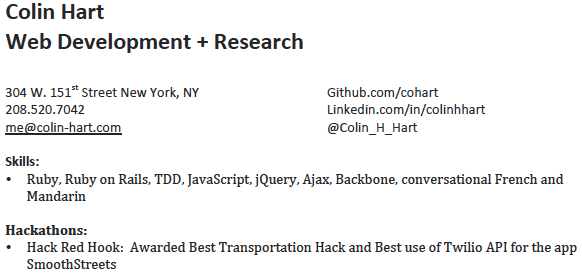 Colin Hart
Web Development + Research
304 W. 151st Street New York, NY
208.520.7042
me@colin-hart.com
Github.com/cohart
Linkedin.com/in/colinhhart
@Colin_H_Hart
Skills:
• Ruby, Ruby on Rails, TDD, JavaScript, jQuery, Ajax, Backbone, conversational French and
Mandarin
Hackathons:
• Hack Red Hook:  Awarded Best Transportation Hack and Best use of Twilio API for the app
SmoothStreets